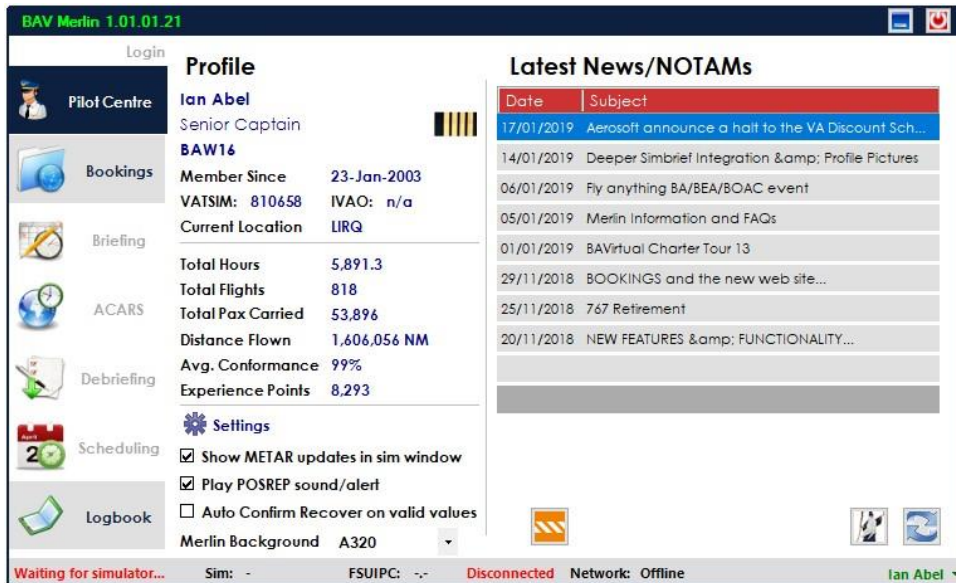 BAV Merlin 1.01.01.21
Login
Pilot Centre
Bookings
Briefing
ACARS
Debriefing
April
2
Scheduling
Logbook
Profile
Ian Abel
Senior Captain
BAW16
Member Since 23-Jan-2003
VATSIM: 810658 IVAO: n/a
Current Location LIRQ
Total Hours 5,891.3
Total Flights 818
Total Pax Carried 53,896
Distance Flown 1,606,056 NM
Avg. Conformance 99%
Experience Points 8,293
Settings
Show METAR updates in sim window
Play POSREP sound/alert
Auto Confirm Recover on valid values
Merlin Background A320
Latest News/NOTAMs
Date Subject
17/01/2019 Aerosoft announce a halt to the VA Discount Sch...
14/01/2019 Deeper Simbrief Integration &amp; Profile Pictures
06/01/2019 Fly anything BA/BEA/BOAC event
05/01/2019 Merlin Information and FAQs
01/01/2019 BAVirtual Charter Tour 13
29/11/2018 BOOKINGS and the new web site...
25/11/2018 767 Retirement
20/11/2018 NEW FEATURES &amp; FUNCTIONALITY...
Waiting for simulator... Sim: - FSUIPC: -.- Disconnected Network: Offline Ian Abel